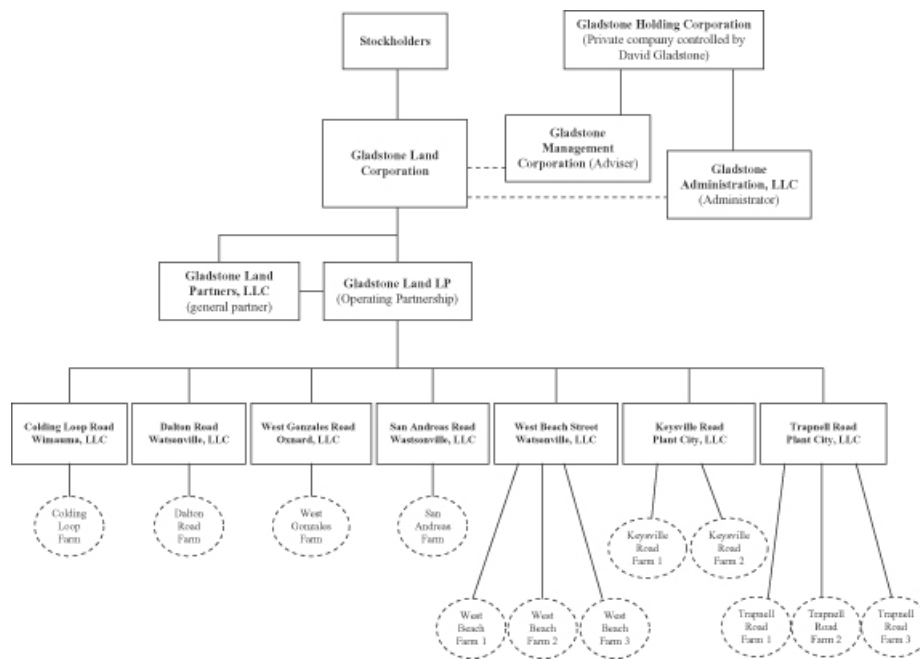 Stockholders
Gladstone Holding Corporation
(Private company controlled by
David Gladstone)
Gladstone Land
Corporation
Gladstone
Management
Corporation (Adviser)
Gladstone
Administration, LLC
(Administrator)
Gladstone Land
Partners, LLC
(general partner)
Gladstone Land LP
(Operating Partnership)
Colding Loop Road
Wimauma, LLC
Dalton Road
Watsonville, LLC
West Gonzales Road
Oxnard, LLC
San Andreas Road
Wastsonville, LLC
West Beach Street
Watsonville, LLC
Keysville Road
Plant City, LLC
Trapnell Road
Plant City, LLC
Colding
Loop
Farm
Dalton
Road
Farm
West
Gonzales
Farm
San
Andreas
Farm
Keysville
Road
Farm 1
Keysville
Road
Farm 2
West
Beach
Farm 1
West
Beach
Farm 2
West
Beach
Farm 3
Trapnell
Road
Farm 1
Trapnell
Road
Farm 2
Trapnell
Road
Farm 3